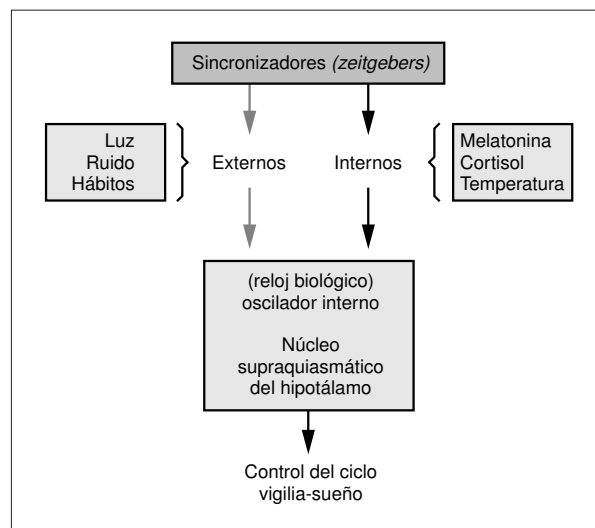 Sincronizadores (zeitgebers)
Luz
Ruido
Hábitos
Externos
Internos
Melatonina
Cortisol
Temperatura
(reloj biológico)
oscilador interno
Núcleo
supraquiasmático
del hipotálamo
Control del ciclo
vigilia-sueño